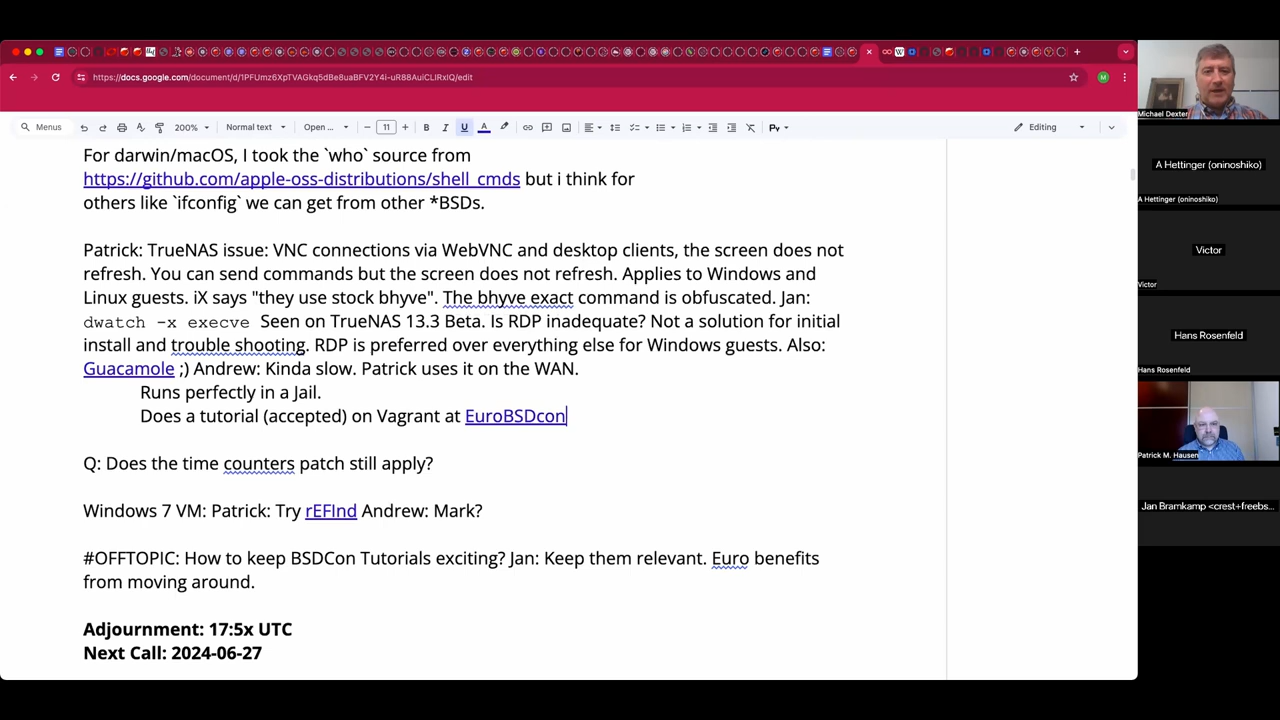 https://docs.google.com/document/d/1PFUmz6XpTVAGkq5dBe8uaBFV2Y4i-uR88AuiCLIRxIQ/edit
Menus 200% Normal text Open ... 11 B I U A Editing
For darwin/macOS, I took the `who` source from
https://github.com/apple-oss-distributions/shell_cmds but i think for
others like `ifconfig` we can get from other *BSDs.
Patrick: TrueNAS issue: VNC connections via WebVNC and desktop clients, the screen does not
refresh. You can send commands but the screen does not refresh. Applies to Windows and
Linux guests. iX says "they use stock bhyve". The bhyve exact command is obfuscated. Jan:
dwatch -x execve Seen on TrueNAS 13.3 Beta. Is RDP inadequate? Not a solution for initial
install and trouble shooting. RDP is preferred over everything else for Windows guests. Also:
Guacamole ;) Andrew: Kinda slow. Patrick uses it on the WAN.
Runs perfectly in a Jail.
Does a tutorial (accepted) on Vagrant at EuroBSDcon
Q: Does the time counters patch still apply?
Windows 7 VM: Patrick: Try rEFInd Andrew: Mark?
#OFFTOPIC: How to keep BSDCon Tutorials exciting? Jan: Keep them relevant. Euro benefits
from moving around.
Adjournment: 17:5x UTC
Next Call: 2024-06-27
Michael Dexter
A Hettinger (oninoshiko)
A Hettinger (oninoshiko)
Victor
Victor
Hans Rosenfeld
Hans Rosenfeld
Patrick M. Hausen
Jan Bramkamp <crest+freebs...